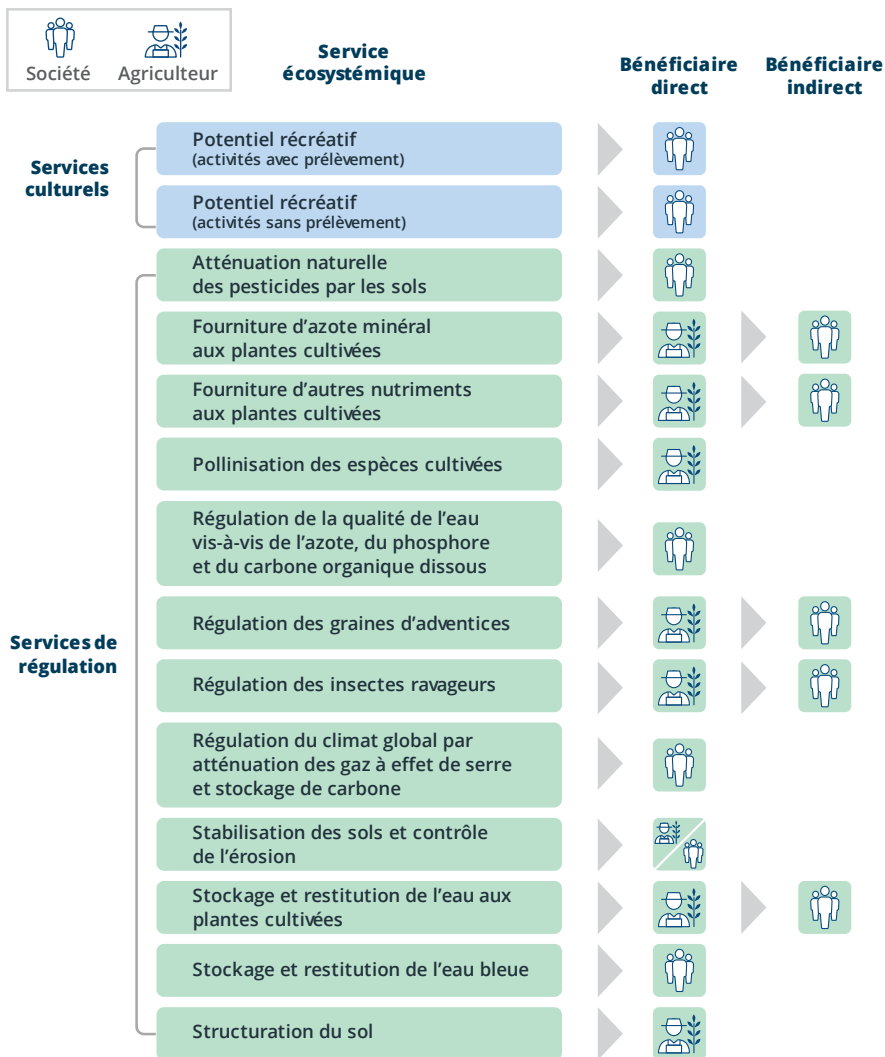 Société
Agriculteur
Service
écosystémique
Bénéficiaire
direct
Bénéficiaire
indirect
Services
culturels
Potentiel récréatif
(activités avec prélèvement)
Potentiel récréatif
(activités sans prélèvement)
Services de
régulation
Atténuation naturelle
des pesticides par les sols
Fourniture d'azote minéral
aux plantes cultivées
Fourniture d'autres nutriments
aux plantes cultivées
Pollinisation des espèces cultivées
Régulation de la qualité de l'eau
vis-à-vis de l'azote, du phosphore
et du carbone organique dissous
Régulation des graines d'adventices
Régulation des insectes ravageurs
Régulation du climat global par
atténuation des gaz à effet de serre
et stockage de carbone
Stabilisation des sols et contrôle
de l'érosion
Stockage et restitution de l'eau aux
plantes cultivées
Stockage et restitution de l'eau bleue
Structuration du sol